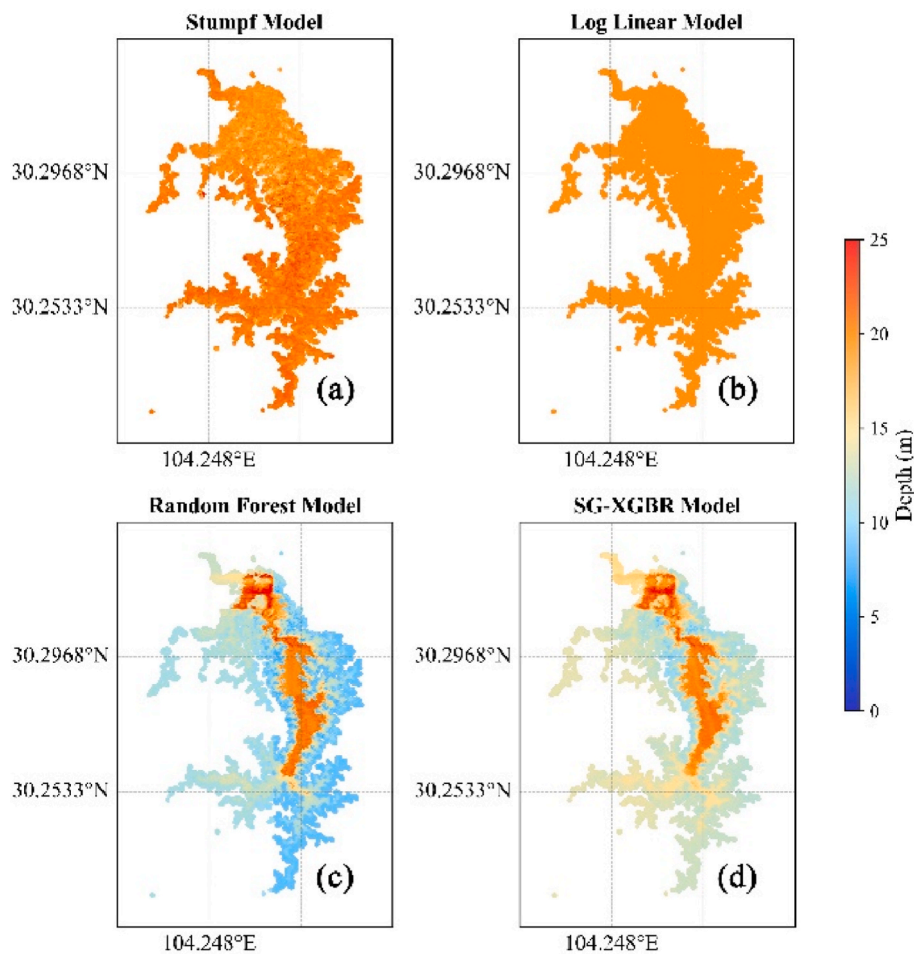 Stumpf Model
Log Linear Model
30.2968°N
30.2968°N
30.2533°N
30.2533°N
(a)
(b)
104.248°E
104.248°E
25
20
15
10
5
0
Depth (m)
Random Forest Model
SG-XGBR Model
30.2968°N
30.2968°N
30.2533°N
30.2533°N
(c)
(d)
104.248°E
104.248°E